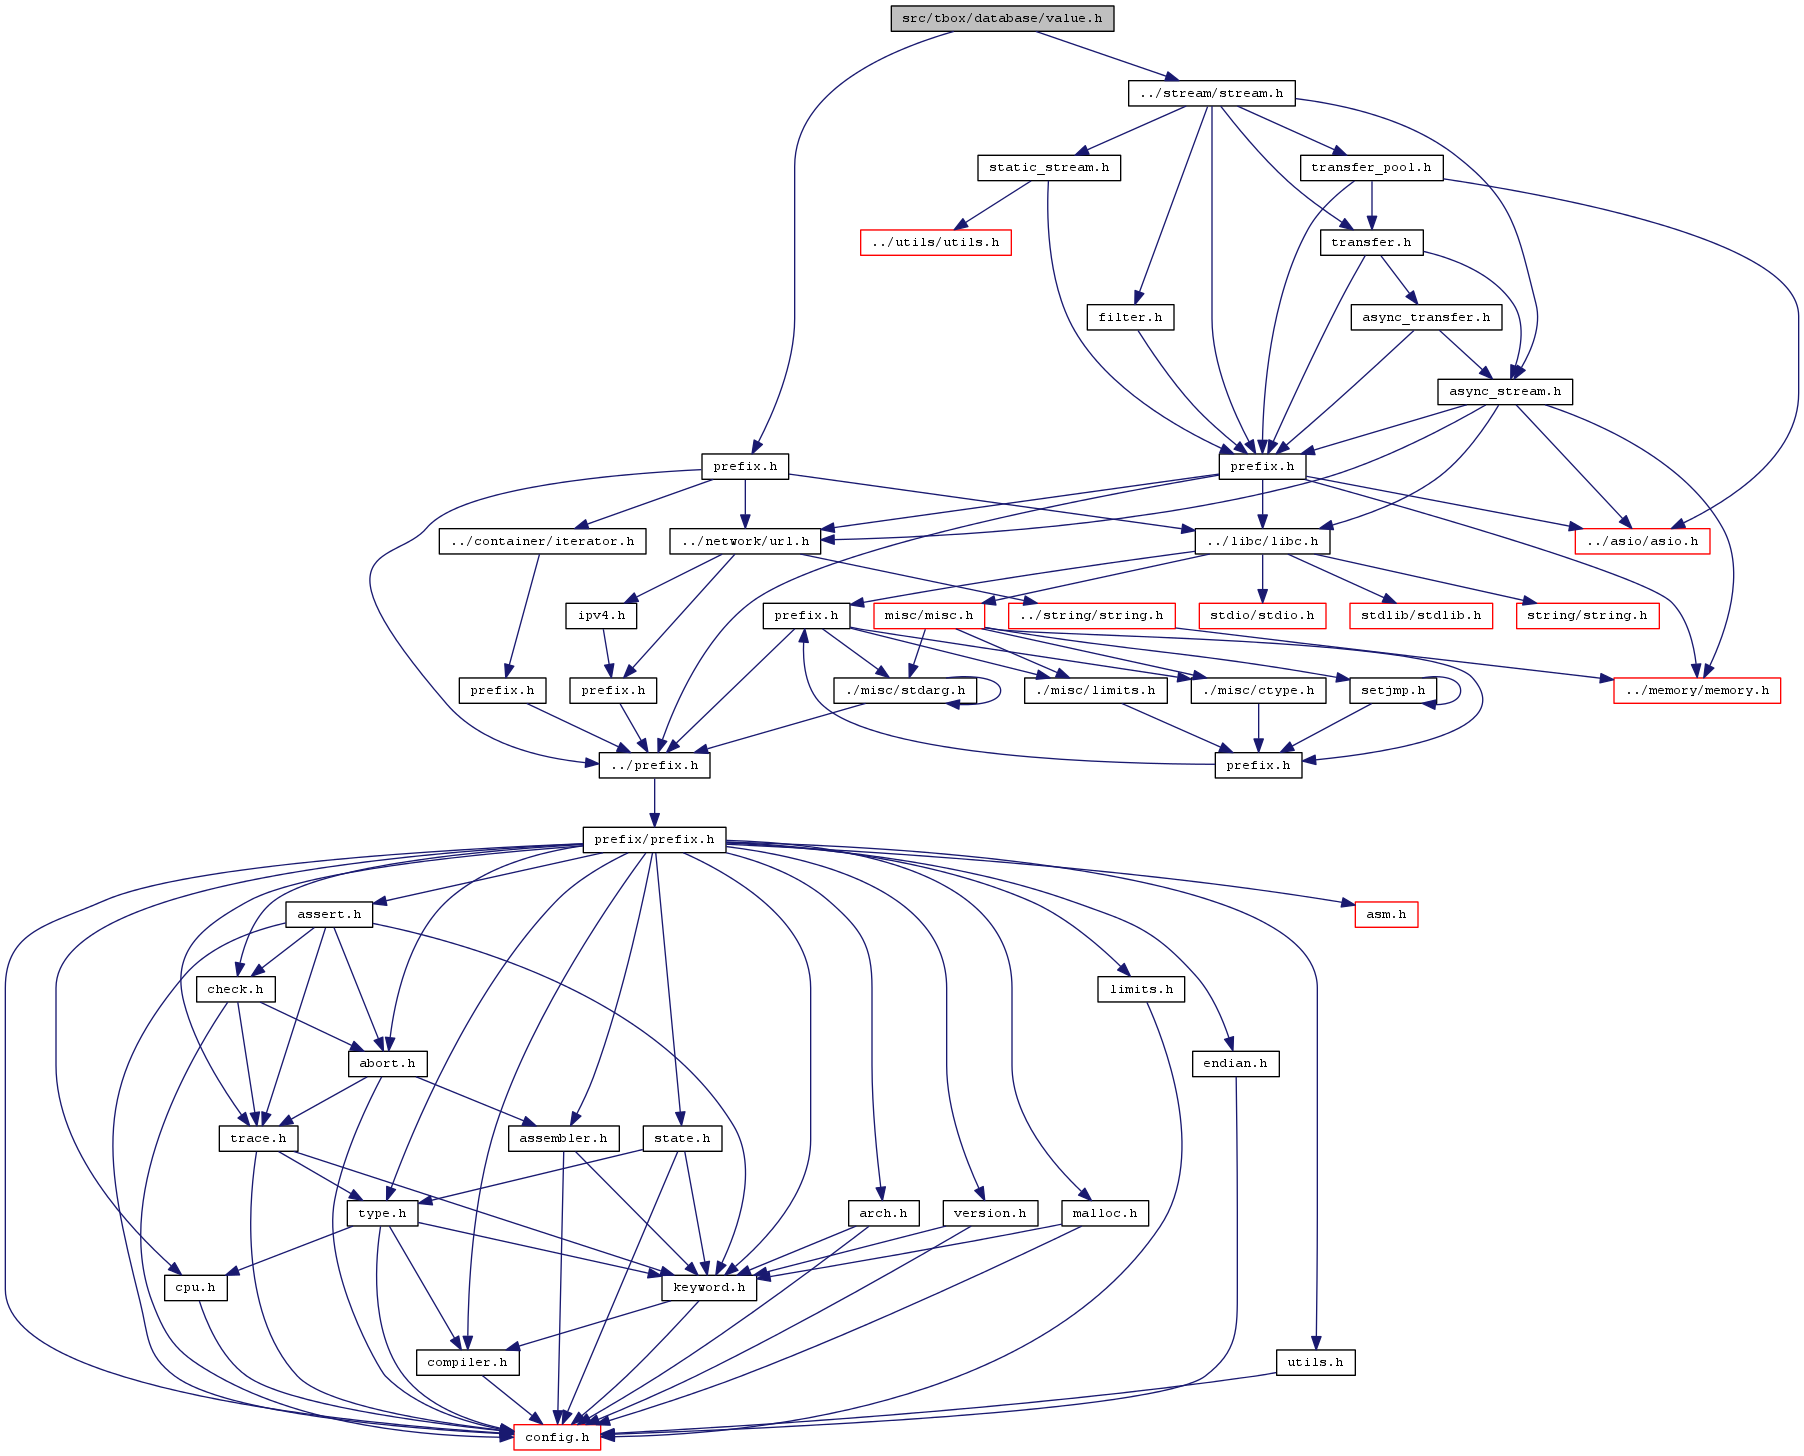 src/tbox/database/value.h
../stream/stream.h
static_stream.h
transfer_pool.h
../utils/utils.h
transfer.h
filter.h
async_transfer.h
async_stream.h
prefix.h
prefix.h
../container/iterator.h
../network/url.h
../libc/libc.h
../asio/asio.h
ipv4.h
prefix.h
misc/misc.h
../string/string.h
stdio/stdio.h
stdlib/stdlib.h
string/string.h
prefix.h
prefix.h
./misc/stdarg.h
./misc/limits.h
./misc/ctype.h
setjmp.h
../memory/memory.h
../prefix.h
prefix.h
prefix/prefix.h
assert.h
asm.h
check.h
limits.h
abort.h
endian.h
trace.h
assembler.h
state.h
type.h
arch.h
version.h
malloc.h
cpu.h
keyword.h
compiler.h
utils.h
config.h